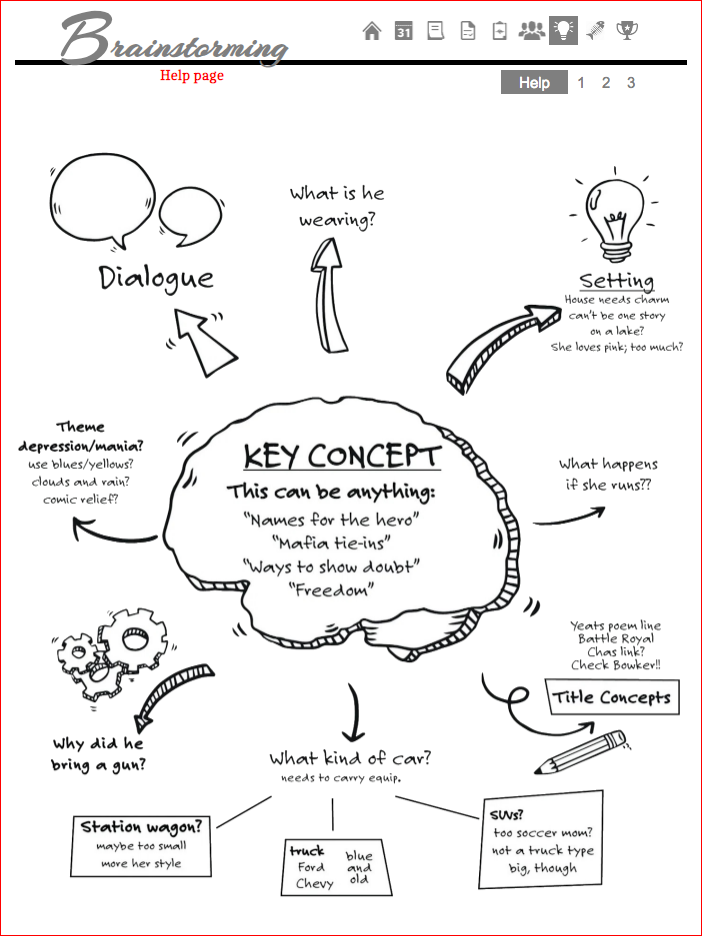 Brainstorming
31
Help page
Help 1 2 3
What is he
wearing?
Dialogue
Setting
House needs charm
can't be one story
on a lake?
She loves pink; too much?
Theme
depression/mania?
use blues/yellows?
clouds and rain?
comic relief?
KEY CONCEPT
This can be anything:
"Names for the hero"
"Mafia tie-ins"
"Ways to show doubt"
"Freedom"
What happens
if she runs??
Yeats poem line
Battle Royal
Chas link?
Check Bowker!!
Title Concepts
Why did he
bring a gun?
What kind of car?
needs to carry equip.
Station wagon?
maybe too small
more her style
truck
Ford
Chevy
blue
and
old
SUVs?
too soccer mom?
not a truck type
big, though